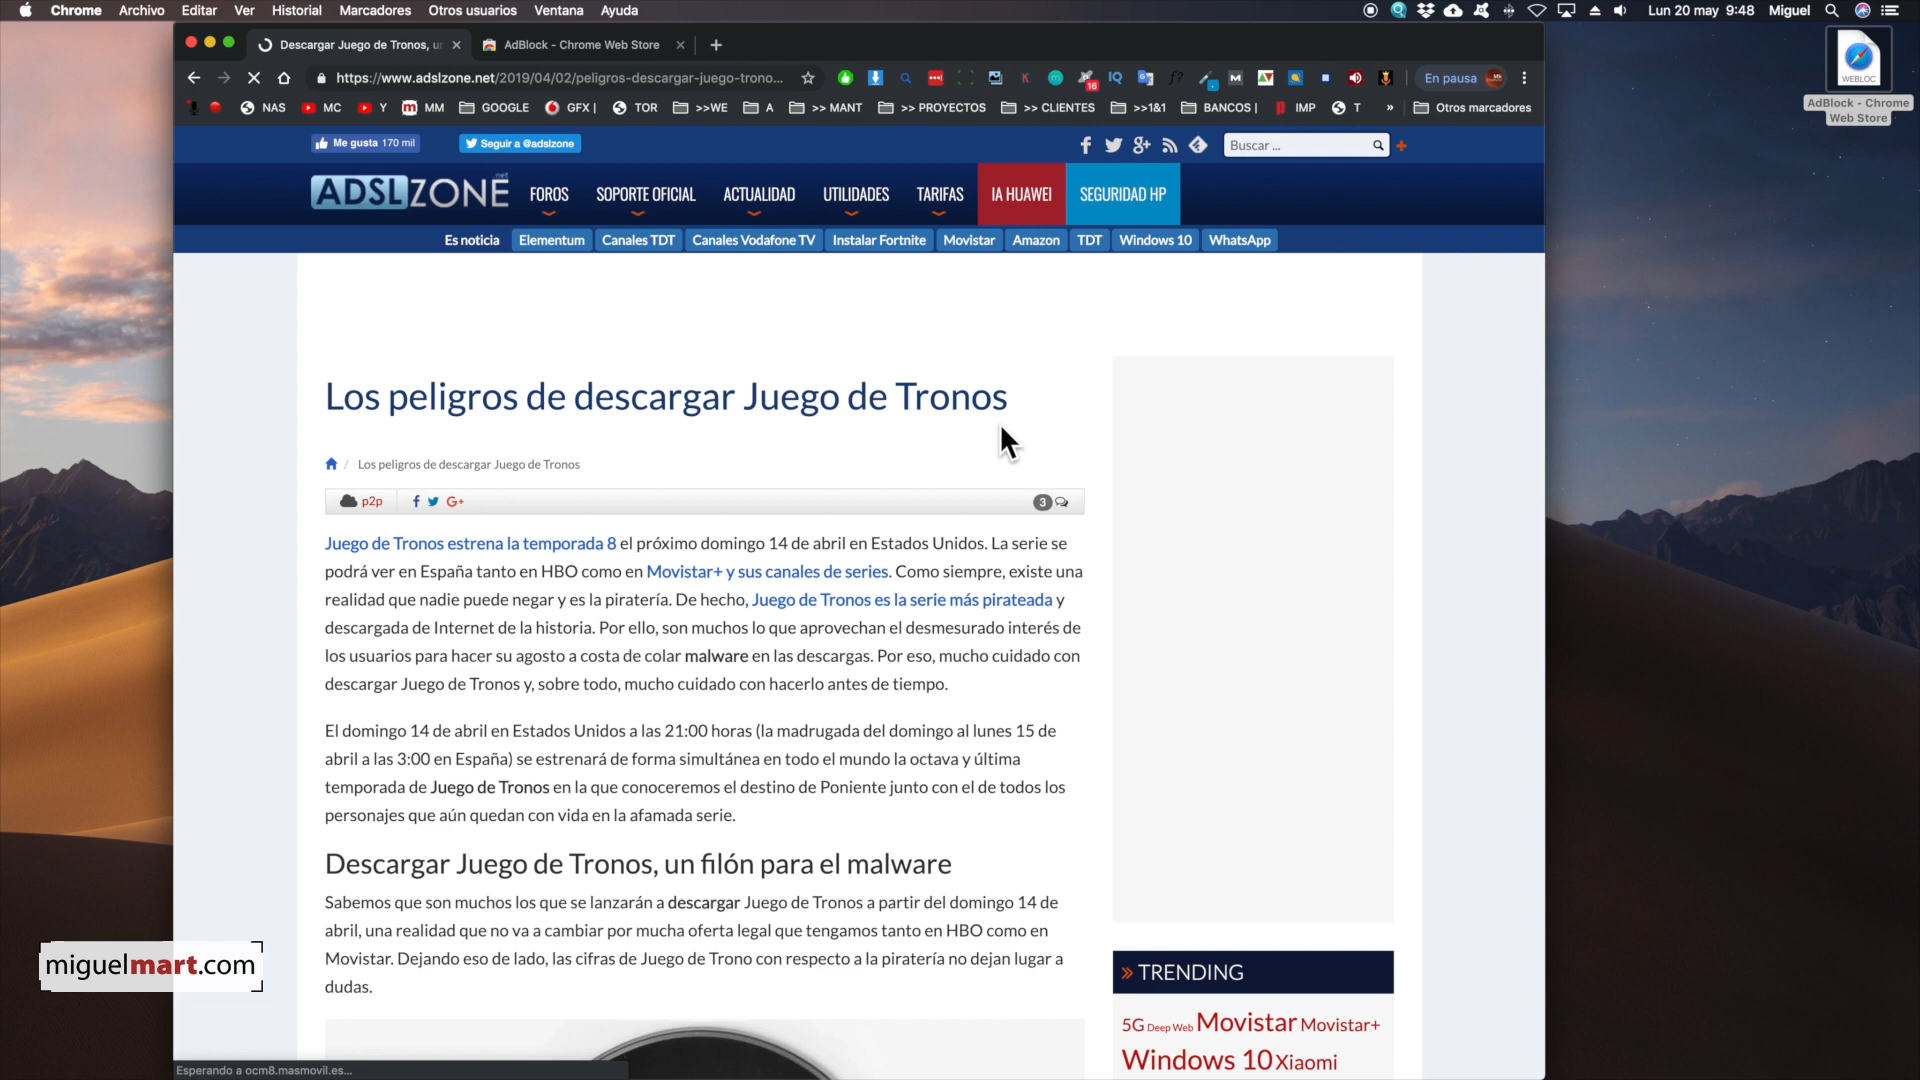 Chrome Archivo Editar Ver Historial Marcadores Otros usuarios Ventana Ayuda
Lun 20 may 9:48 Miguel
Descargar Juego de Tronos, un
AdBlock - Chrome Web Store
https://www.adslzone.net/2019/04/02/peligros-descargar-juego-trono...
16
IQ
En pausa
NAS MC Y MM GOOGLE GFX | TOR >>WE A >> MANT >> PROYECTOS >> CLIENTES >>1&1 BANCOS | IMP T » Otros marcadores
WEBLOC
AdBlock - Chrome
Web Store
Me gusta 170 mil
Seguir a @adslzone
Buscar ...
ADSLZONE.net
FOROS SOPORTE OFICIAL ACTUALIDAD UTILIDADES TARIFAS IA HUAWEI SEGURIDAD HP
Es noticia Elementum Canales TDT Canales Vodafone TV Instalar Fortnite Movistar Amazon TDT Windows 10 WhatsApp
Los peligros de descargar Juego de Tronos
/ Los peligros de descargar Juego de Tronos
p2p
3
Juego de Tronos estrena la temporada 8 el próximo domingo 14 de abril en Estados Unidos. La serie se
podrá ver en España tanto en HBO como en Movistar+ y sus canales de series. Como siempre, existe una
realidad que nadie puede negar y es la piratería. De hecho, Juego de Tronos es la serie más pirateada y
descargada de Internet de la historia. Por ello, son muchos lo que aprovechan el desmesurado interés de
los usuarios para hacer su agosto a costa de colar malware en las descargas. Por eso, mucho cuidado con
descargar Juego de Tronos y, sobre todo, mucho cuidado con hacerlo antes de tiempo.
El domingo 14 de abril en Estados Unidos a las 21:00 horas (la madrugada del domingo al lunes 15 de
abril a las 3:00 en España) se estrenará de forma simultánea en todo el mundo la octava y última
temporada de Juego de Tronos en la que conoceremos el destino de Poniente junto con el de todos los
personajes que aún quedan con vida en la afamada serie.
Descargar Juego de Tronos, un filón para el malware
Sabemos que son muchos los que se lanzarán a descargar Juego de Tronos a partir del domingo 14 de
abril, una realidad que no va a cambiar por mucha oferta legal que tengamos tanto en HBO como en
Movistar. Dejando eso de lado, las cifras de Juego de Trono con respecto a la piratería no dejan lugar a
dudas.
» TRENDING
5G Deep Web Movistar Movistar+
Windows 10 Xiaomi
miguelmart.com
Esperando a ocm8.masmovil.es...